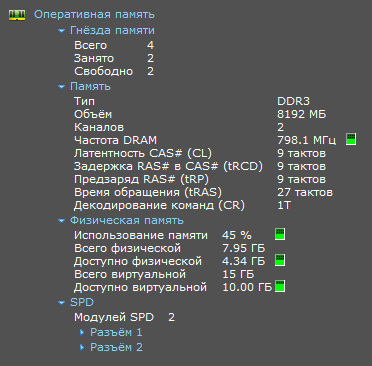 Оперативная память
Гнёзда памяти
Всего 4
Занято 2
Свободно 2
Память
Тип DDR3
Объём 8192 МБ
Каналов 2
Частота DRAM 798.1 МГц
Латентность CAS# (CL) 9 тактов
Задержка RAS# в CAS# (tRCD) 9 тактов
Предзаряд RAS# (tRP) 9 тактов
Время обращения (tRAS) 27 тактов
Декодирование команд (CR) 1T
Физическая память
Использование памяти 45 %
Всего физической 7.95 ГБ
Доступно физической 4.34 ГБ
Всего виртуальной 15 ГБ
Доступно виртуальной 10.00 ГБ
SPD
Модулей SPD 2
Разъём 1
Разъём 2